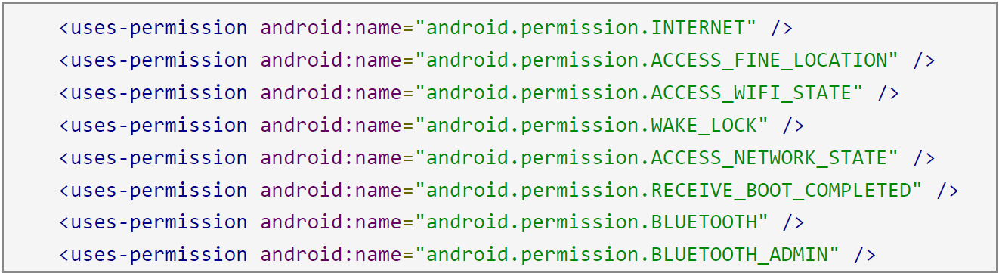 <uses-permission android:name="android.permission.INTERNET" />
<uses-permission android:name="android.permission.ACCESS_FINE_LOCATION" />
<uses-permission android:name="android.permission.ACCESS_WIFI_STATE" />
<uses-permission android:name="android.permission.WAKE_LOCK" />
<uses-permission android:name="android.permission.ACCESS_NETWORK_STATE" />
<uses-permission android:name="android.permission.RECEIVE_BOOT_COMPLETED" />
<uses-permission android:name="android.permission.BLUETOOTH" />
<uses-permission android:name="android.permission.BLUETOOTH_ADMIN" />